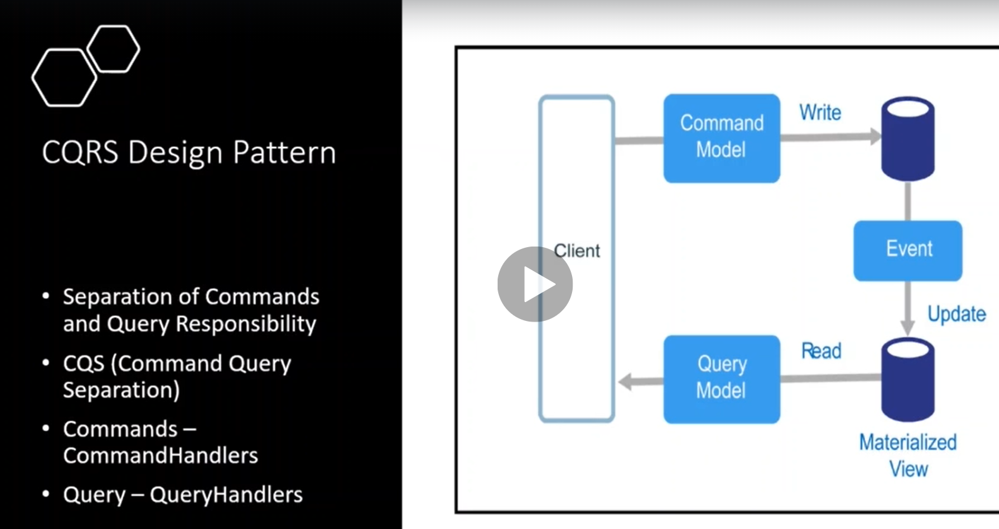 CQRS Design Pattern
• Separation of Commands
and Query Responsibility
• CQS (Command Query
Separation)
• Commands –
CommandHandlers
• Query – QueryHandlers
Client
Command
Model
Write
Event
Update
Query
Model
Read
Materialized
View